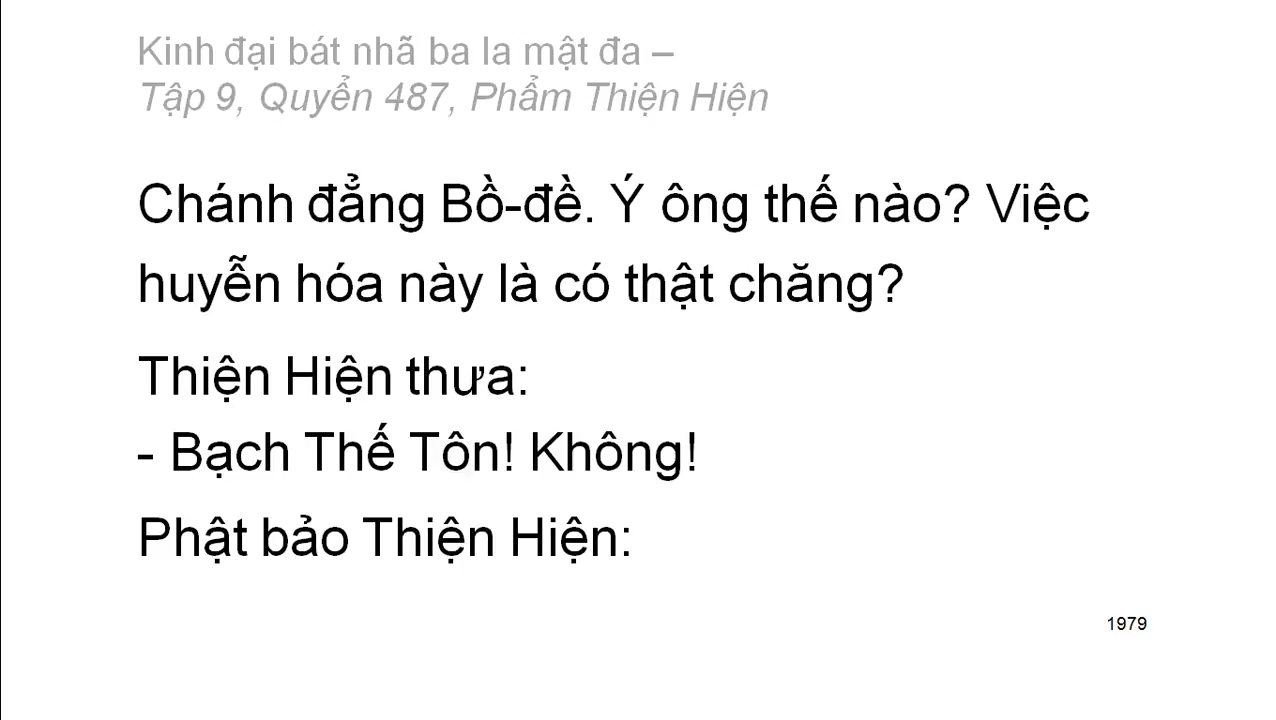 Kinh đại bát nhã ba la mật đa –
Tập 9, Quyển 487, Phẩm Thiện Hiện
Chánh đẳng Bồ-đề. Ý ông thế nào? Việc
huyễn hóa này là có thật chăng?
Thiện Hiện thưa:
- Bạch Thế Tôn! Không!
Phật bảo Thiện Hiện:
1979